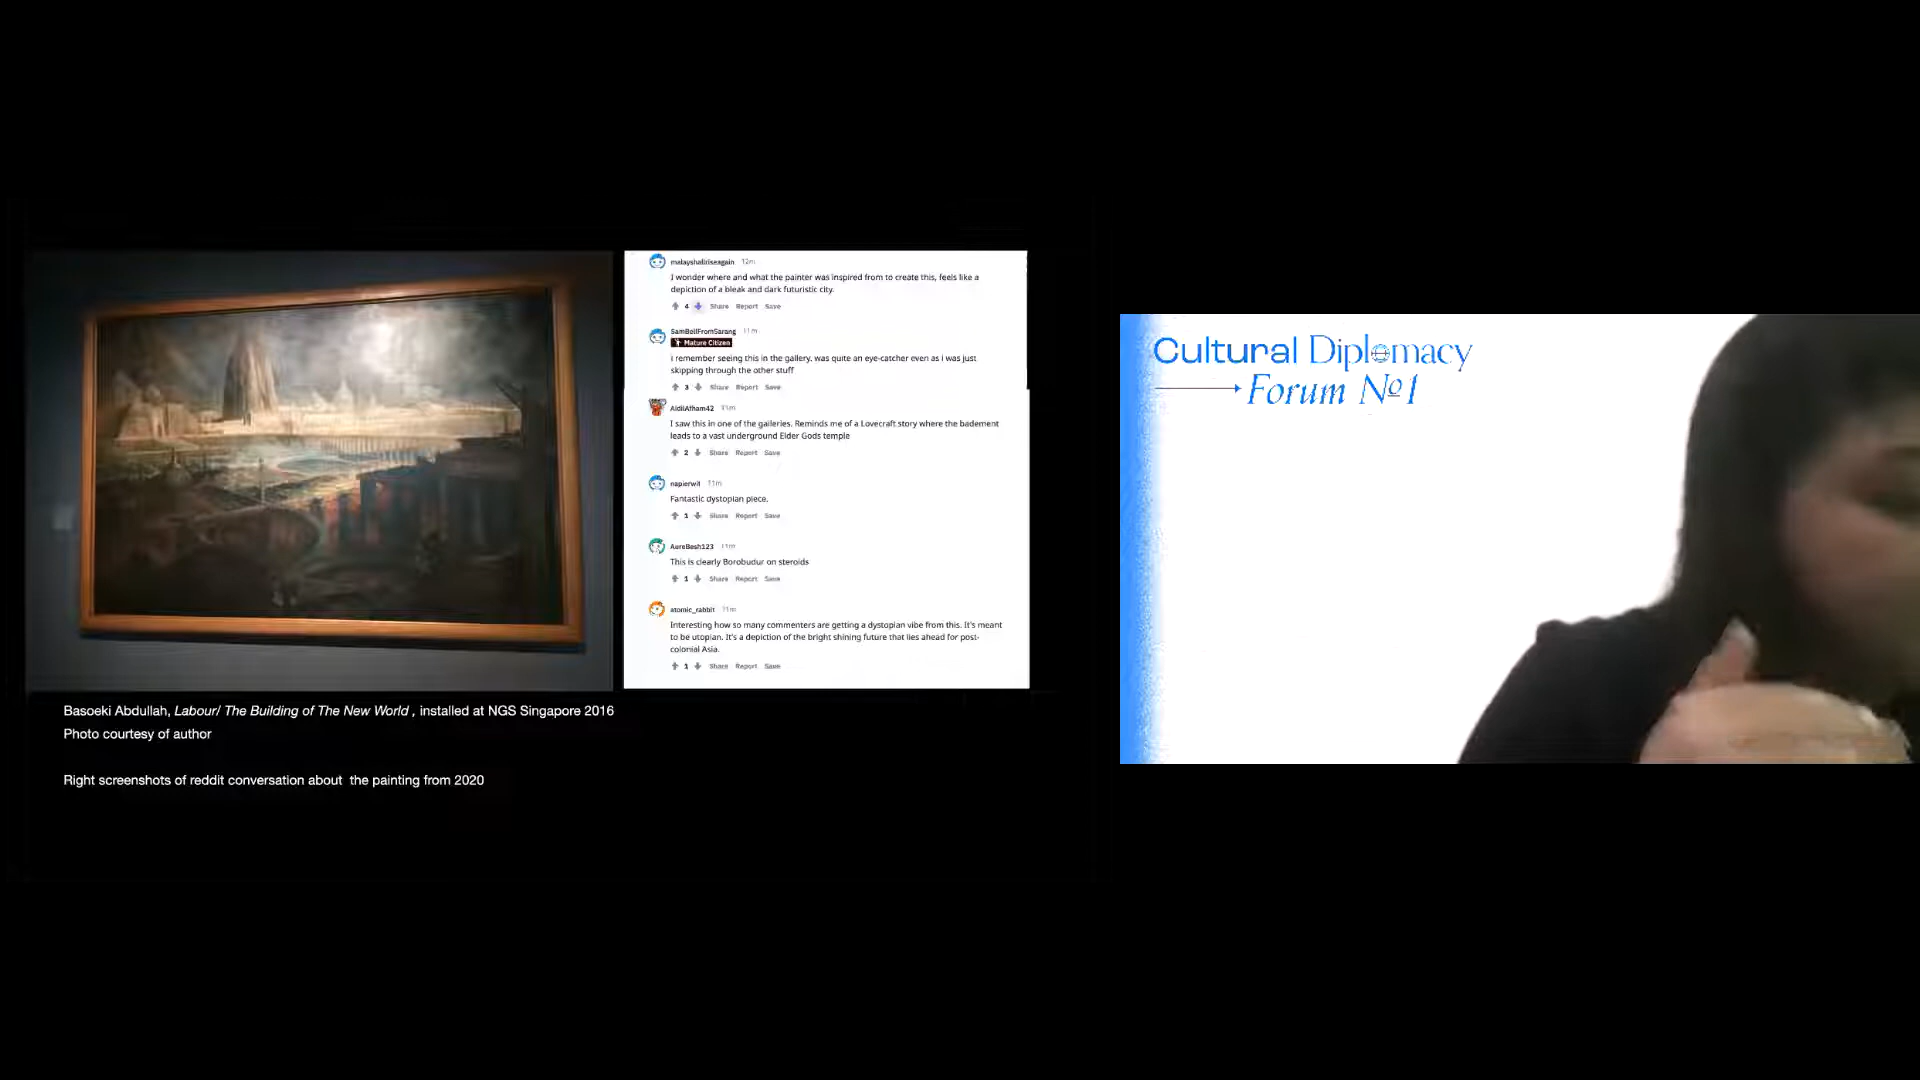 malayshallriseagain 12m
I wonder where and what the painter was inspired from to create this, feels like a
depiction of a bleak and dark futuristic city.
4 Share Report Save
SamBeilFromSarang 11m
Mature Citizen
i remember seeing this in the gallery. was quite an eye-catcher even as i was just
skipping through the other stuff
3 Share Report Save
AidilAfham42 11m
I saw this in one of the galleries. Reminds me of a Lovecraft story where the badement
leads to a vast underground Elder Gods temple
2 Share Report Save
napierwit 11m
Fantastic dystopian piece.
1 Share Report Save
AureBesh123 11m
This is clearly Borobudur on steroids
1 Share Report Save
atomic_rabbit 11m
Interesting how so many commenters are getting a dystopian vibe from this. It's meant
to be utopian. It's a depiction of the bright shining future that lies ahead for post-
colonial Asia.
1 Share Report Save
Basoeki Abdullah, Labour/ The Building of The New World , installed at NGS Singapore 2016
Photo courtesy of author
Right screenshots of reddit conversation about the painting from 2020
Cultural Diplomacy
Forum Nº1